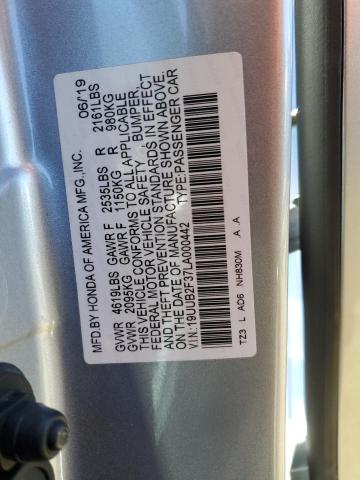 MFD.BY HONDA OF AMERICA MFG.,INC. 06/'19
GVWR 4619LBS GAWR F 2535LBS R 2161LBS
GVWR 2095KG GAWR F 1150KG R 980KG
THIS VEHICLE CONFORMS TO ALL APPLICABLE
FEDERAL MOTOR VEHICLE SAFETY, BUMPER,
AND THEFT PREVENTION STANDARDS IN EFFECT
ON THE DATE OF MANUFACTURE SHOWN ABOVE.
V.I.N.:19UUB2F37LA000442 TYPE:PASSENGER CAR
TZ3 L AD6 NH830M A .A